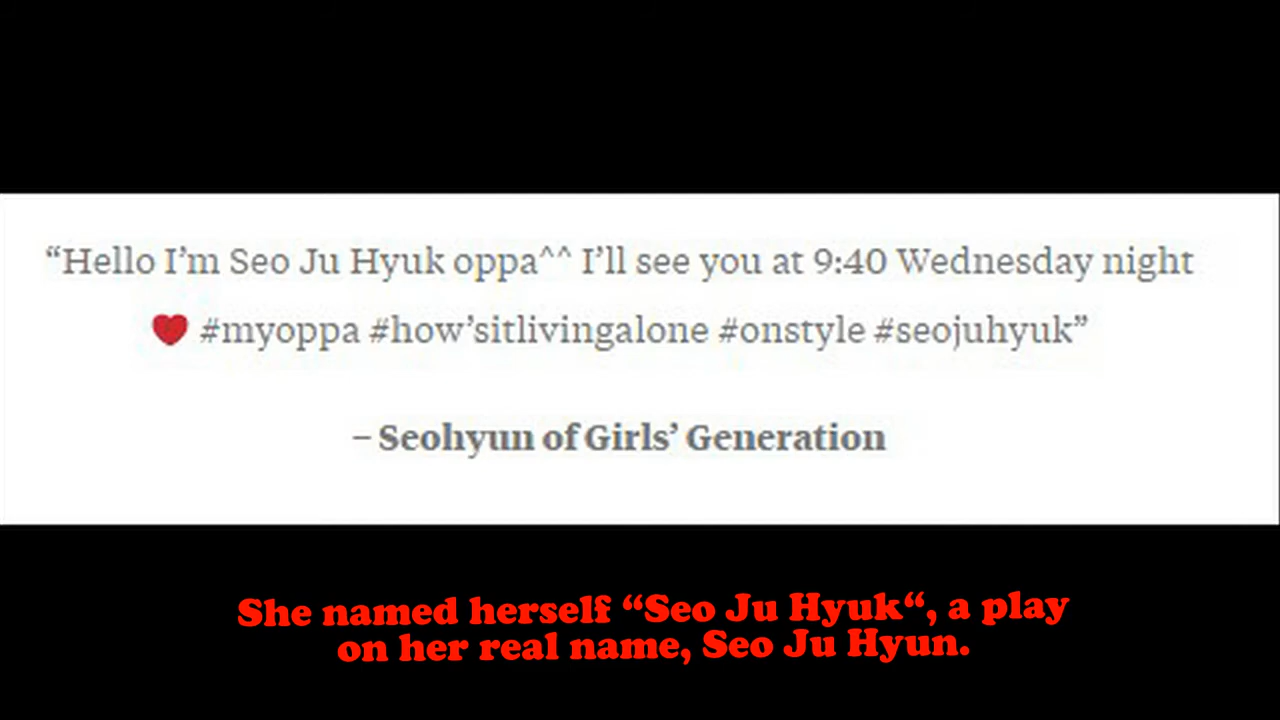 “Hello I’m Seo Ju Hyuk oppa^^ I’ll see you at 9:40 Wednesday night
❤ #myoppa #how’sitlivingalone #onstyle #seojuhyuk”
– Seohyun of Girls’ Generation
She named herself “Seo Ju Hyuk“, a play
on her real name, Seo Ju Hyun.